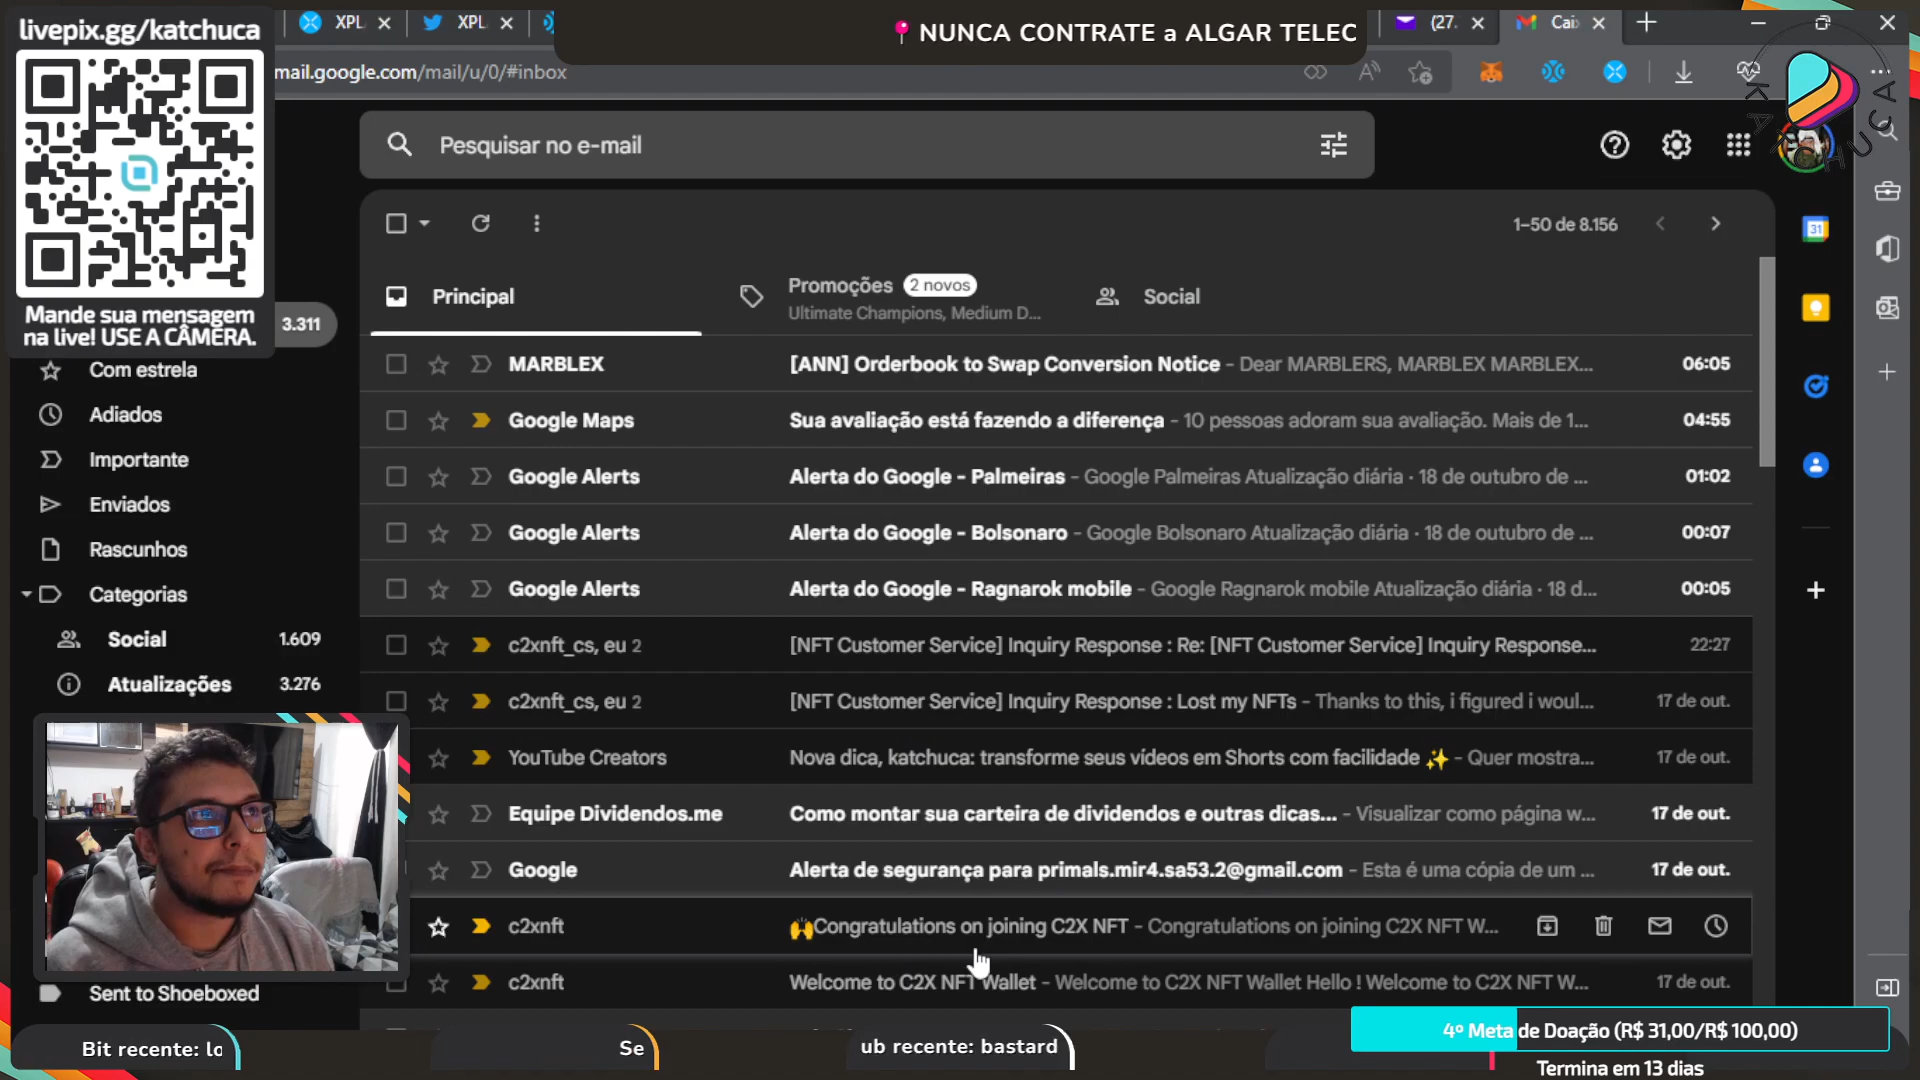 livepix.gg/katchuca
XPL
XPL
📍 NUNCA CONTRATE a ALGAR TELEC
(27.
Cai
mail.google.com/mail/u/0/#inbox
Pesquisar no e-mail
KATCHUCA
1–50 de 8.156
Mande sua mensagem
na live! USE A CÂMERA.
3.311
Principal
Promoções 2 novos
Ultimate Champions, Medium D...
Social
31
Com estrela
Adiados
Importante
Enviados
Rascunhos
Categorias
Social 1.609
Atualizações 3.276
Sent to Shoeboxed
MARBLEX [ANN] Orderbook to Swap Conversion Notice - Dear MARBLERS, MARBLEX MARBLEX... 06:05
Google Maps Sua avaliação está fazendo a diferença - 10 pessoas adoram sua avaliação. Mais de 1... 04:55
Google Alerts Alerta do Google - Palmeiras - Google Palmeiras Atualização diária · 18 de outubro de ... 01:02
Google Alerts Alerta do Google - Bolsonaro - Google Bolsonaro Atualização diária · 18 de outubro de ... 00:07
Google Alerts Alerta do Google - Ragnarok mobile - Google Ragnarok mobile Atualização diária · 18 d... 00:05
c2xnft_cs, eu 2 [NFT Customer Service] Inquiry Response : Re: [NFT Customer Service] Inquiry Response... 22:27
c2xnft_cs, eu 2 [NFT Customer Service] Inquiry Response : Lost my NFTs - Thanks to this, i figured i woul... 17 de out.
YouTube Creators Nova dica, katchuca: transforme seus vídeos em Shorts com facilidade ✨ - Quer mostra... 17 de out.
Equipe Dividendos.me Como montar sua carteira de dividendos e outras dicas... - Visualizar como página w... 17 de out.
Google Alerta de segurança para primals.mir4.sa53.2@gmail.com - Esta é uma cópia de um ... 17 de out.
c2xnft 🙌Congratulations on joining C2X NFT - Congratulations on joining C2X NFT W...
c2xnft Welcome to C2X NFT Wallet - Welcome to C2X NFT Wallet Hello ! Welcome to C2X NFT W... 17 de out.
Bit recente: lo
Se
ub recente: bastard
4º Meta de Doação (R$ 31,00/R$ 100,00)
Termina em 13 dias